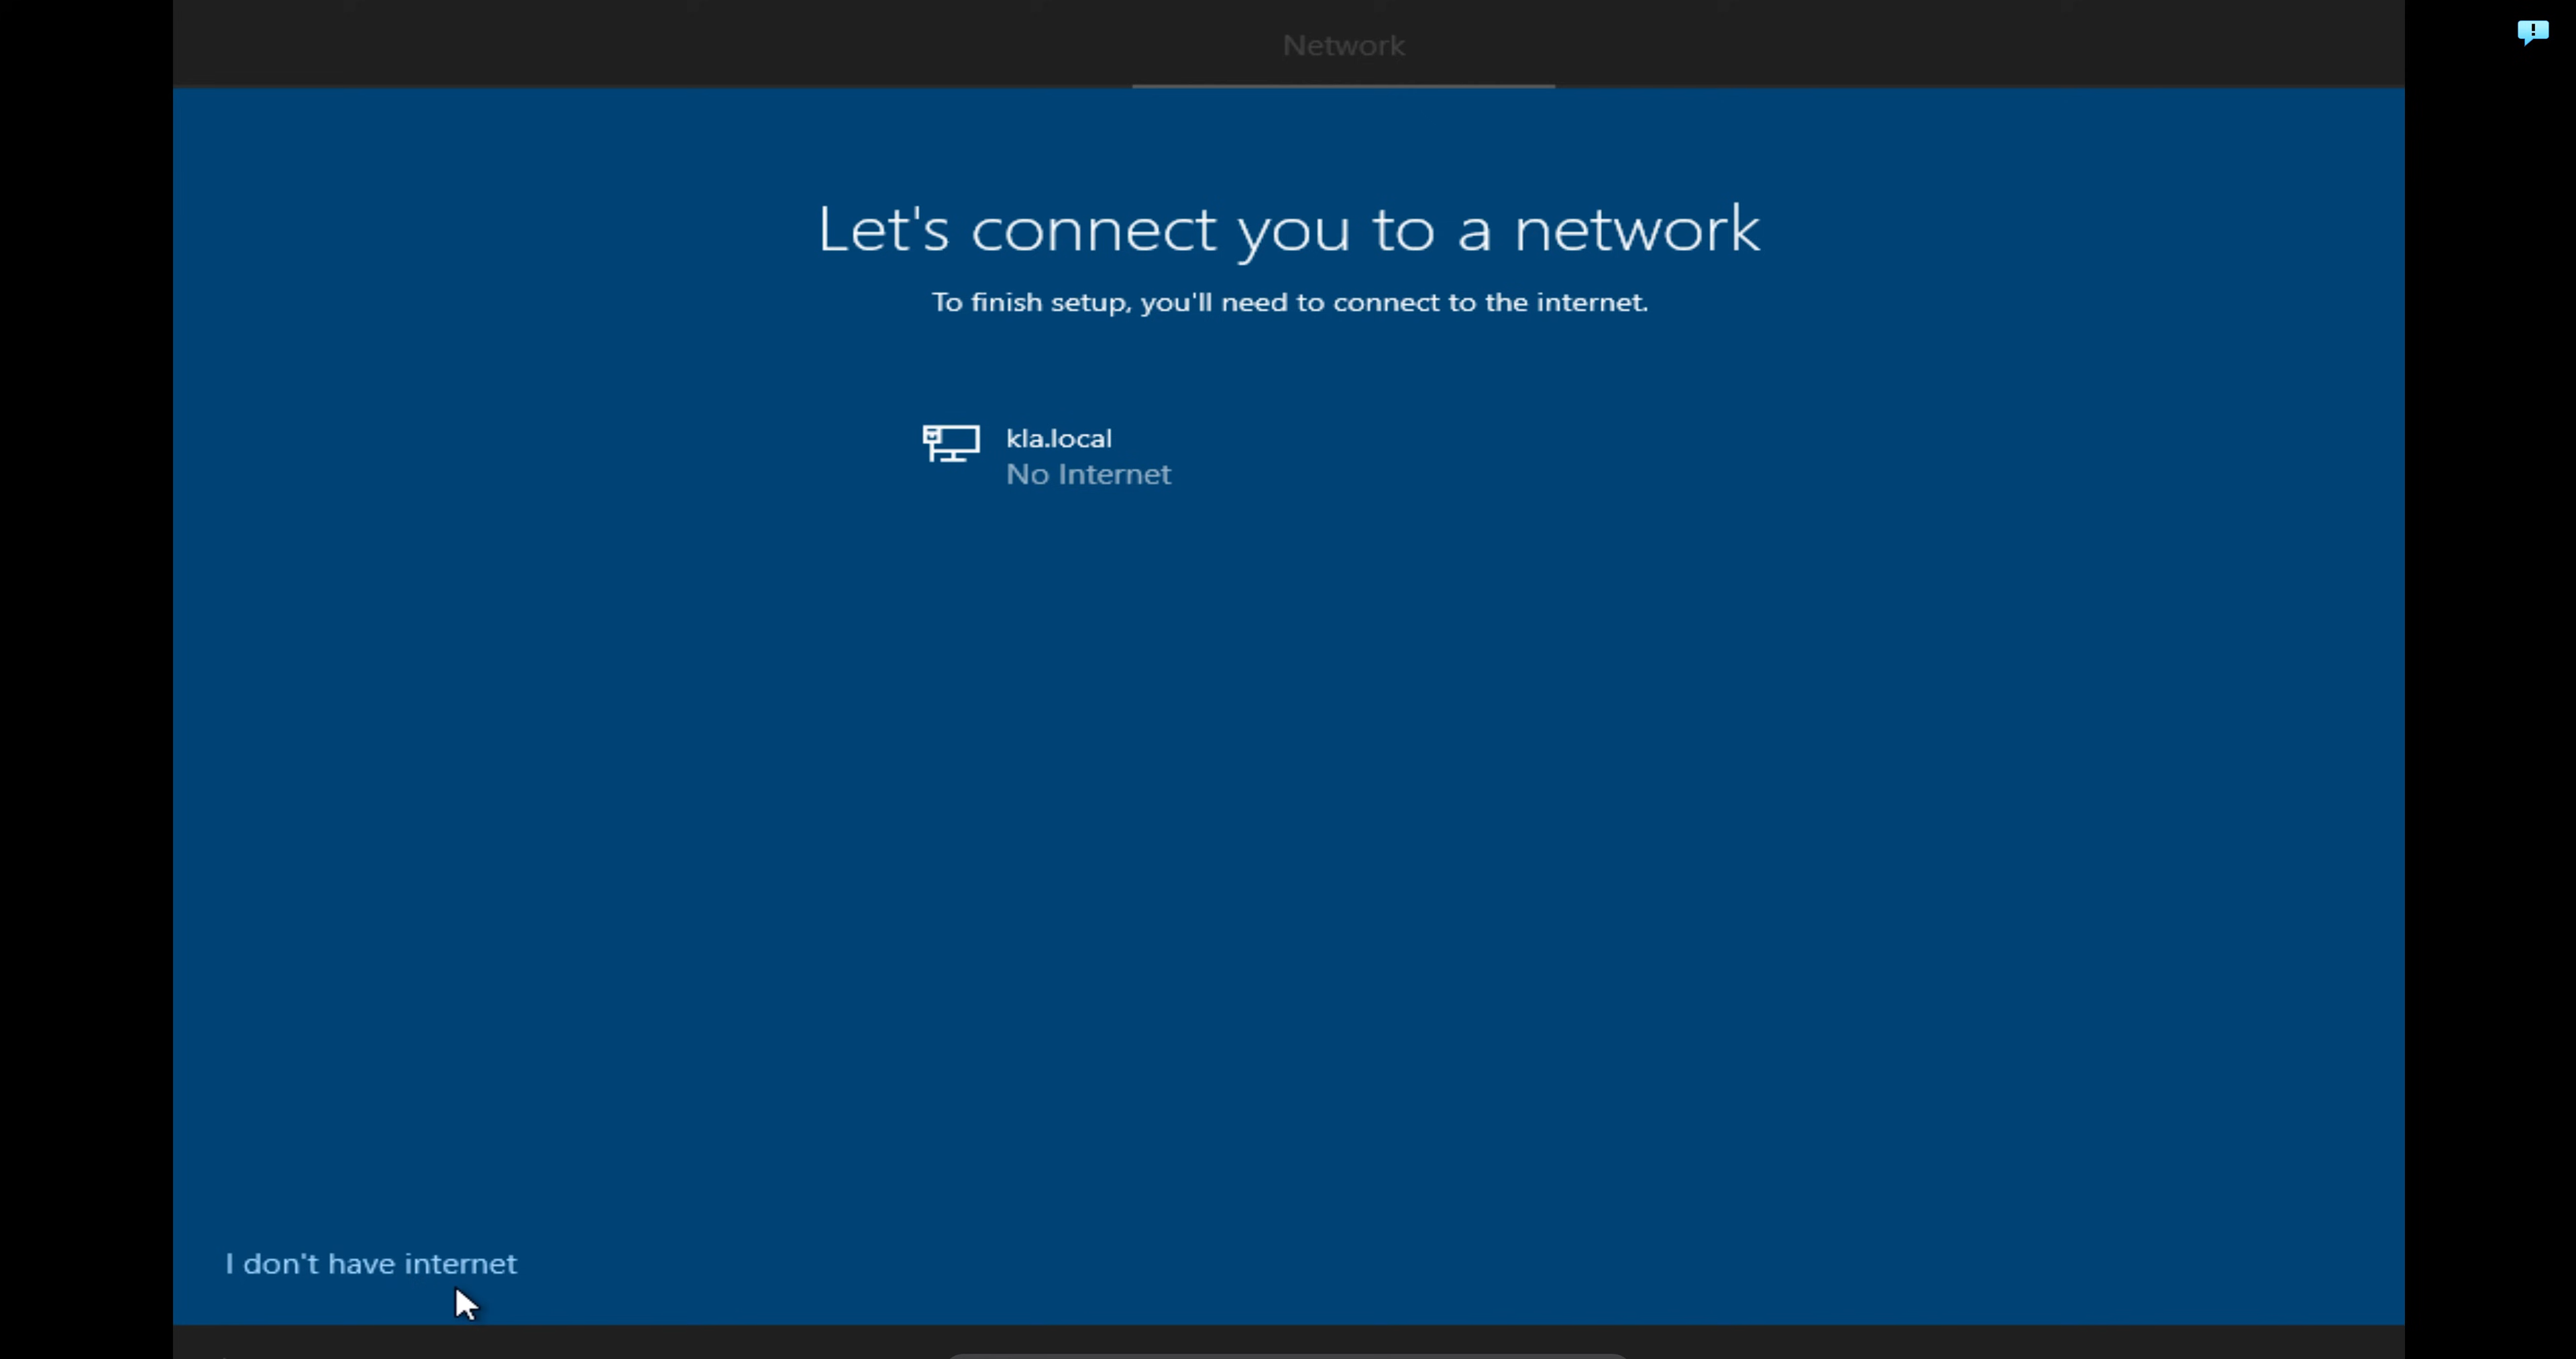 Network
Let's connect you to a network
To finish setup, you'll need to connect to the internet.
kla.local
No Internet
I don't have internet